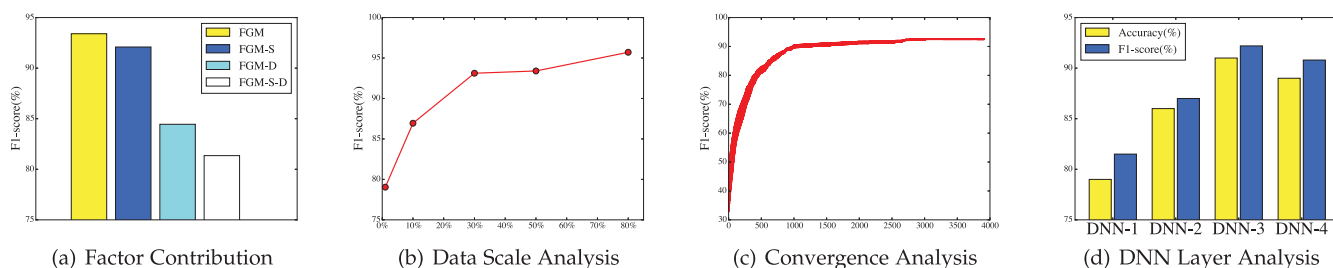 95
90
85
80
75
F1-score(%)
FGM
FGM-S
FGM-D
FGM-S-D
(a) Factor Contribution
100
95
90
85
80
75
F1-score(%)
0% 10% 20% 30% 40% 50% 60% 70% 80%
(b) Data Scale Analysis
100
90
80
70
60
50
40
30
F1-score(%)
0 500 1000 1500 2000 2500 3000 3500 4000
(c) Convergence Analysis
95
90
85
80
75
Accuracy(%)
F1-score(%)
DNN-1 DNN-2 DNN-3 DNN-4
(d) DNN Layer Analysis